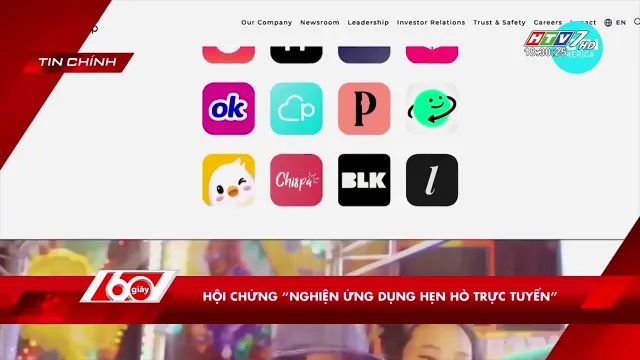 Our Company Newsroom Leadership Investor Relations Trust & Safety Careers EN
HTV7 HD
18:30:25
TIN CHÍNH
ok
p
P
Chispa
BLK
l
60 giây
HỘI CHỨNG “NGHIỆN ỨNG DỤNG HẸN HÒ TRỰC TUYẾN”